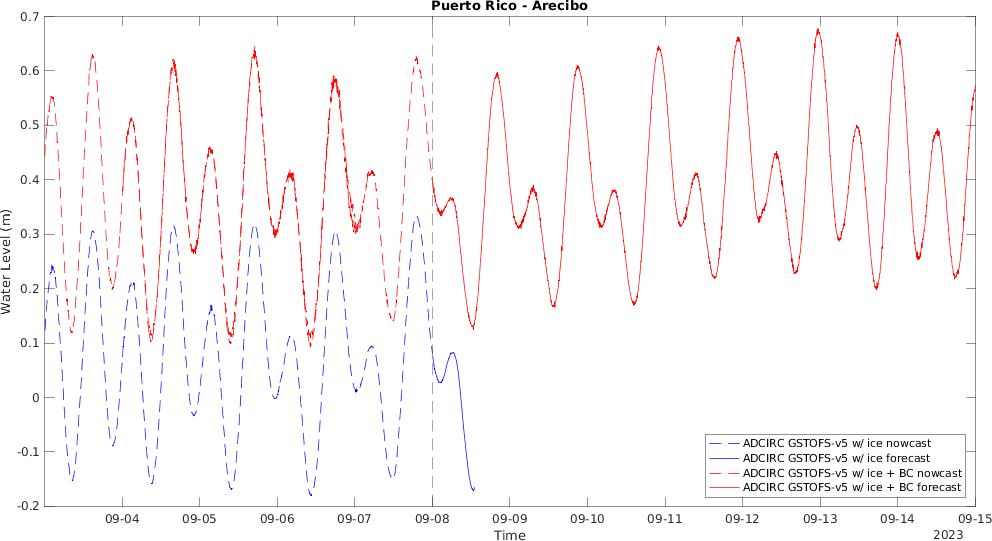 Puerto Rico - Arecibo
0.7
0.6
0.5
0.4
0.3
0.2
0.1
0
-0.1
-0.2
Water Level (m)
ADCIRC GSTOFS-v5 w/ ice nowcast
ADCIRC GSTOFS-v5 w/ ice forecast
ADCIRC GSTOFS-v5 w/ ice + BC nowcast
ADCIRC GSTOFS-v5 w/ ice + BC forecast
09-04 09-05 09-06 09-07 09-08 09-09 09-10 09-11 09-12 09-13 09-14 09-15
Time
2023